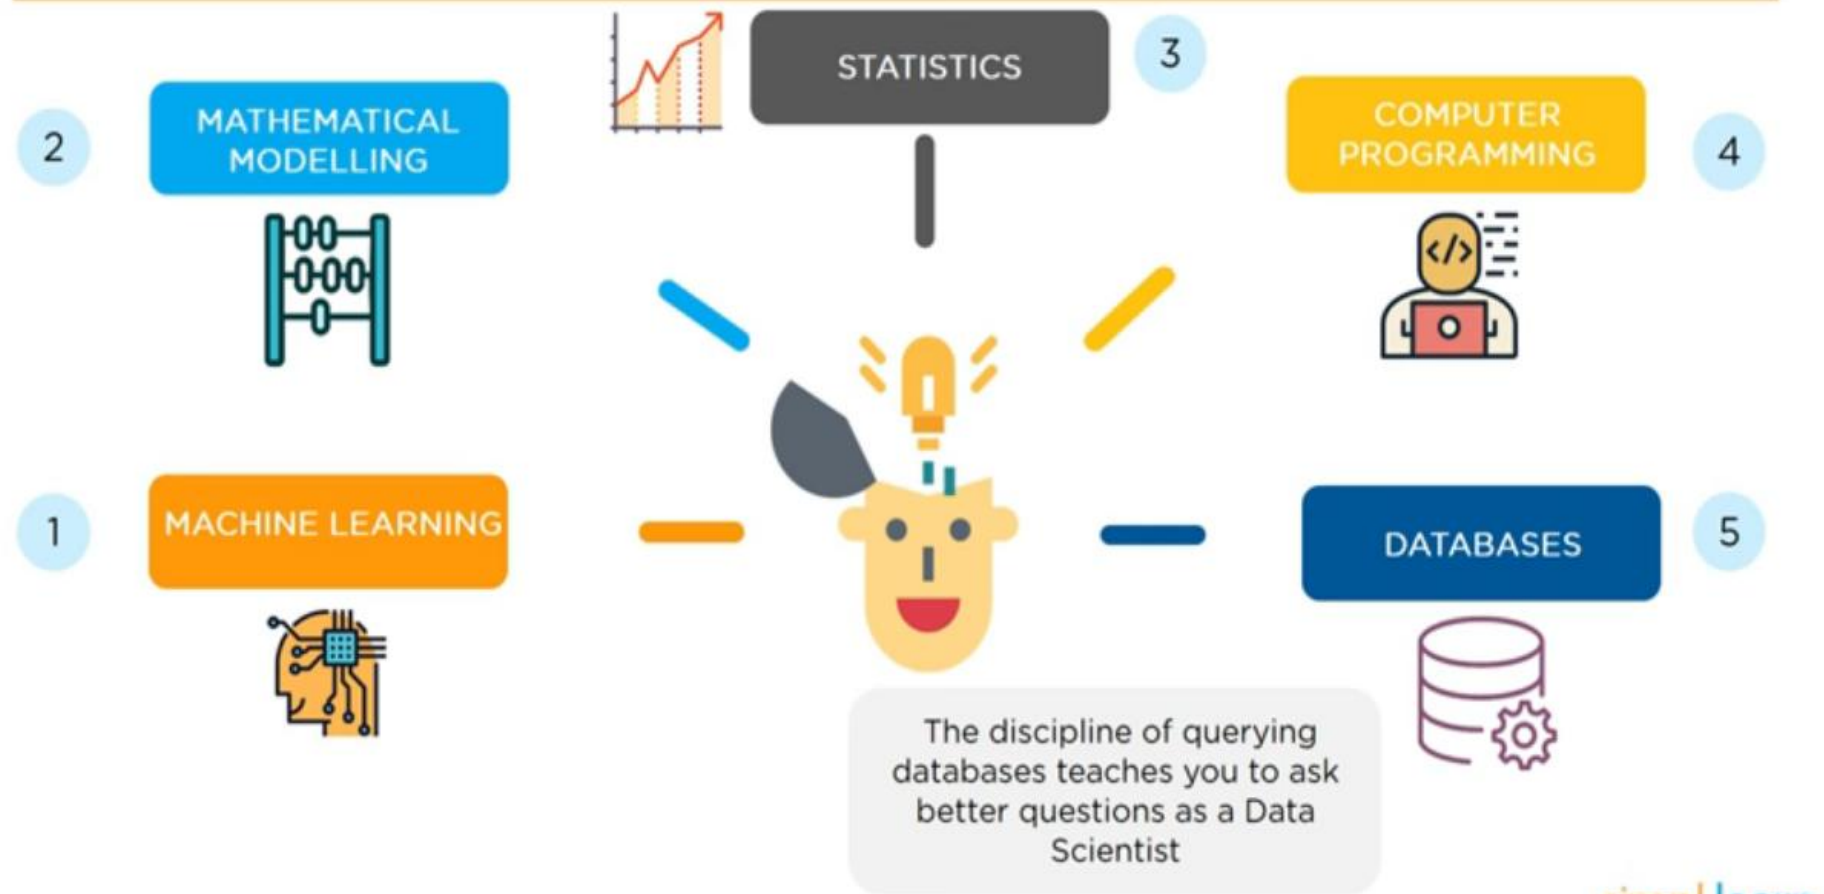 3
STATISTICS
2
MATHEMATICAL
MODELLING
COMPUTER
PROGRAMMING
4
</>
1
MACHINE LEARNING
DATABASES
5
The discipline of querying
databases teaches you to ask
better questions as a Data
Scientist